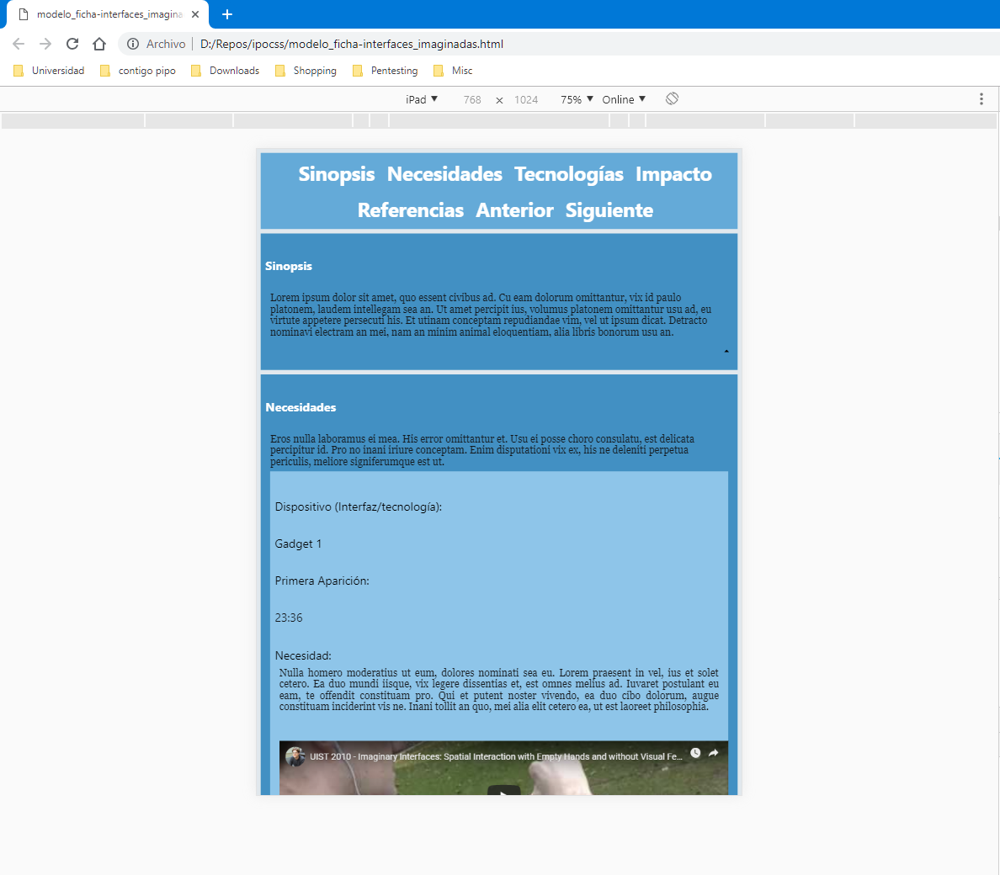 modelo_ficha-interfaces_imagina
Archivo D:/Repos/ipocss/modelo_ficha-interfaces_imaginadas.html
Universidad contigo pipo Downloads Shopping Pentesting Misc
iPad ▼ 768 × 1024 75% ▼ Online ▼
Sinopsis Necesidades Tecnologías Impacto
Referencias Anterior Siguiente
Sinopsis
Lorem ipsum dolor sit amet, quo essent civibus ad. Cu eam dolorum omittantur, vix id paulo
platonem, laudem intellegam sea an. Ut amet percipit ius, volumus platonem omittantur usu ad, eu
virtute appetere persecuti his. Et utinam conceptam repudiandae vim, vel ut ipsum dicat. Detracto
nominavi electram an mei, nam an minim animal eloquentiam, alia libris bonorum usu an.
Necesidades
Eros nulla laboramus ei mea. His error omittantur et. Usu ei posse choro consulatu, est delicata
percipitur id. Pro no inani iriure conceptam. Enim disputationi vix ex, his ne deleniti perpetua
periculis, meliore signiferumque est ut.
Dispositivo (Interfaz/tecnología):
Gadget 1
Primera Aparición:
23:36
Necesidad:
Nulla homero moderatius ut eum, dolores nominati sea eu. Lorem praesent in vel, ius et solet
cetero. Ea duo mundi iisque, vix legere dissentias et, est omnes melius ad. Iuvaret postulant eu
eam, te offendit constituam pro. Qui et putent noster vivendo, ea duo cibo dolorum, augue
constituam inciderint vis ne. Inani tollit an quo, mei alia elit cetero ea, ut est laoreet philosophia.
UIST 2010 - Imaginary Interfaces: Spatial Interaction with Empty Hands and without Visual Fe...